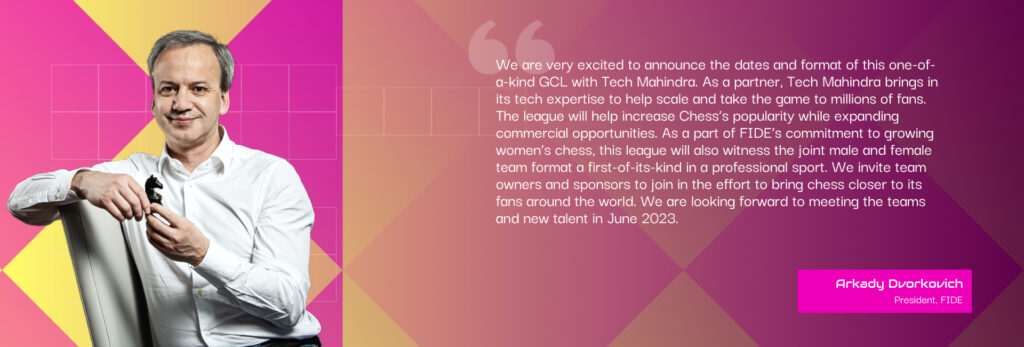 We are very excited to announce the dates and format of this one-of-
a-kind GCL with Tech Mahindra. As a partner, Tech Mahindra brings in
its tech expertise to help scale and take the game to millions of fans.
The league will help increase Chess's popularity while expanding
commercial opportunities. As a part of FIDE's commitment to growing
women's chess, this league will also witness the joint male and female
team format a first-of-its-kind in a professional sport. We invite team
owners and sponsors to join in the effort to bring chess closer to its
fans around the world. We are looking forward to meeting the teams
and new talent in June 2023.
Arkady Dvorkovich
President, FIDE